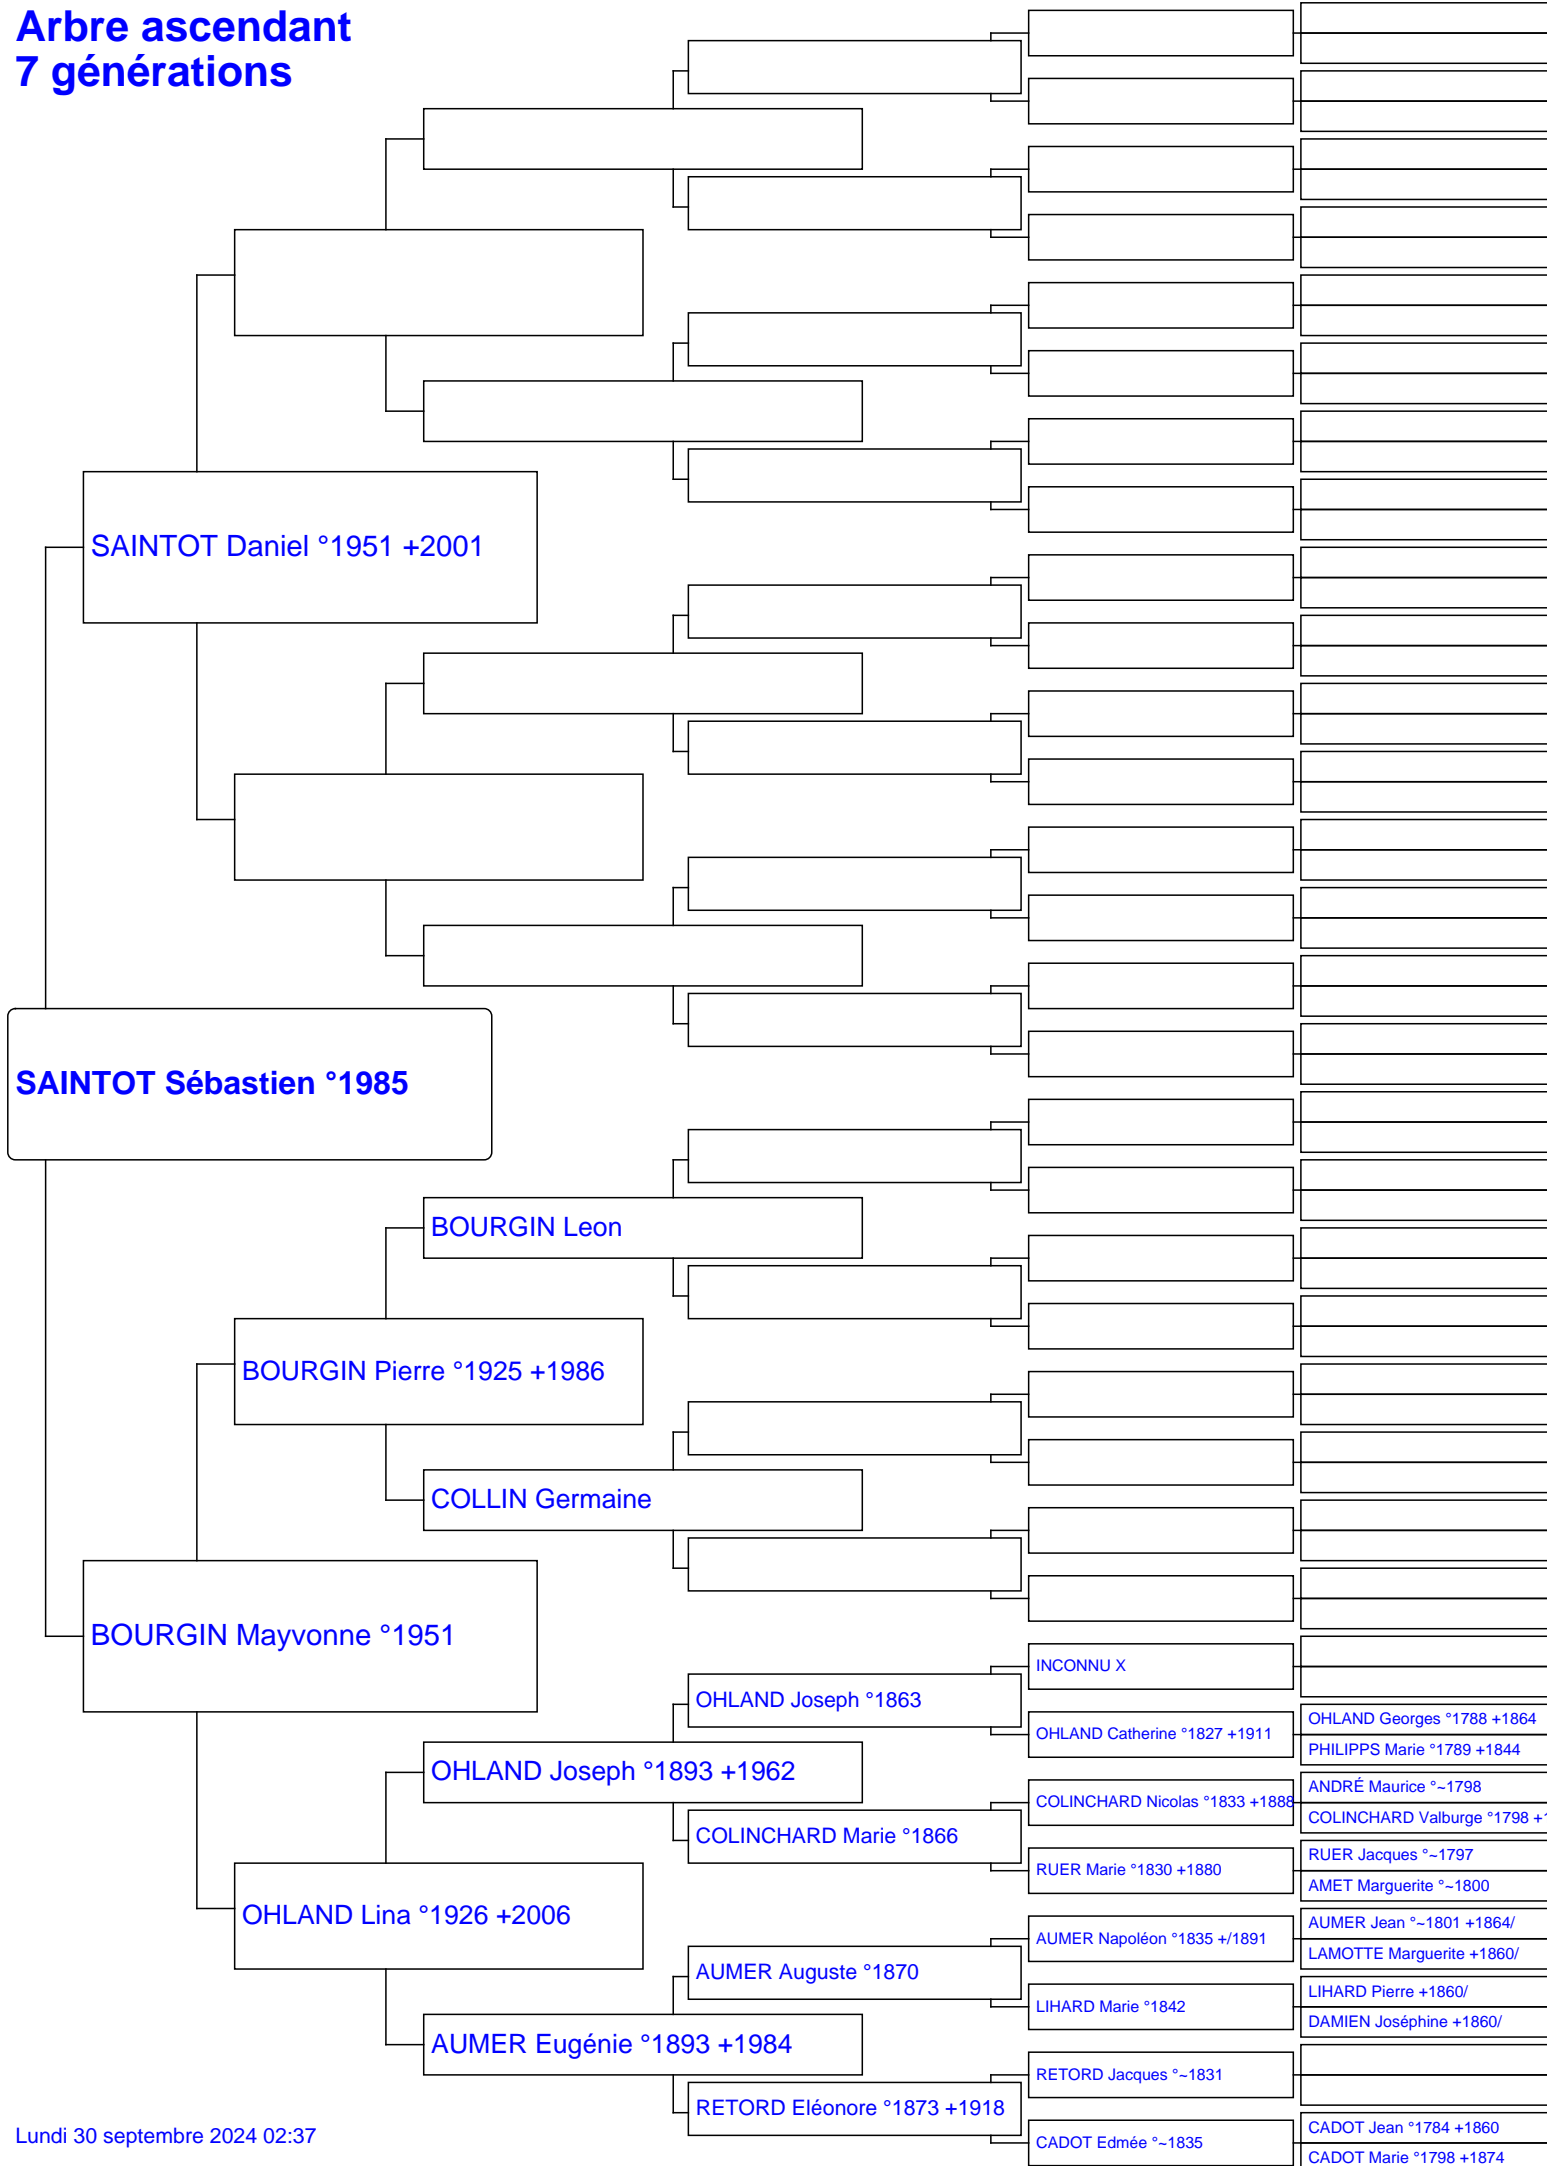 Arbre ascendant
7 générations
SAINTOT Daniel °1951 +2001
SAINTOT Sébastien °1985
BOURGIN Leon
BOURGIN Pierre °1925 +1986
COLLIN Germaine
BOURGIN Mayvonne °1951
INCONNU X
OHLAND Joseph °1863
OHLAND Georges °1788 +1864
OHLAND Catherine °1827 +1911
PHILIPPS Marie °1789 +1844
OHLAND Joseph °1893 +1962
ANDRÉ Maurice °~1798
COLINCHARD Nicolas °1833 +1888
COLINCHARD Valburge °1798 +1
COLINCHARD Marie °1866
RUER Jacques °~1797
RUER Marie °1830 +1880
AMET Marguerite °~1800
OHLAND Lina °1926 +2006
AUMER Jean °~1801 +1864/
AUMER Napoléon °1835 +/1891
LAMOTTE Marguerite +1860/
AUMER Auguste °1870
LIHARD Pierre +1860/
LIHARD Marie °1842
DAMIEN Joséphine +1860/
AUMER Eugénie °1893 +1984
RETORD Jacques °~1831
RETORD Eléonore °1873 +1918
CADOT Jean °1784 +1860
CADOT Edmée °~1835
CADOT Marie °1798 +1874
Lundi 30 septembre 2024 02:37